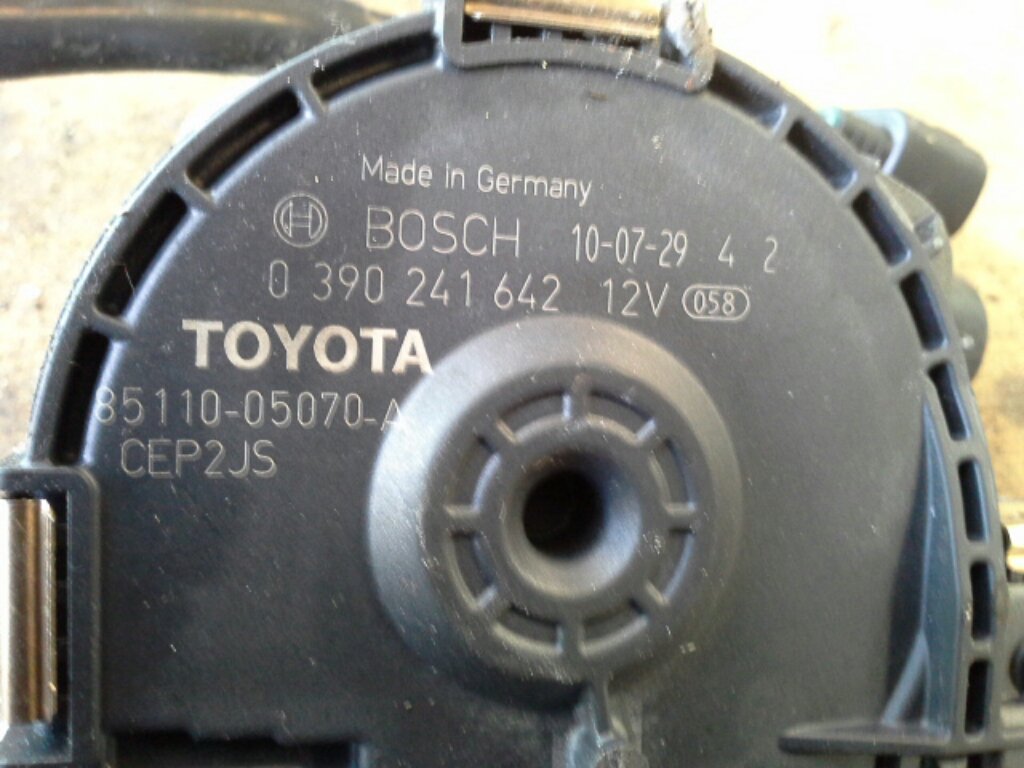 Made in Germany
BOSCH 10-07-29 4 2
0 390 241 642 12V 058
TOYOTA
85110-05070-A
CEP2JS